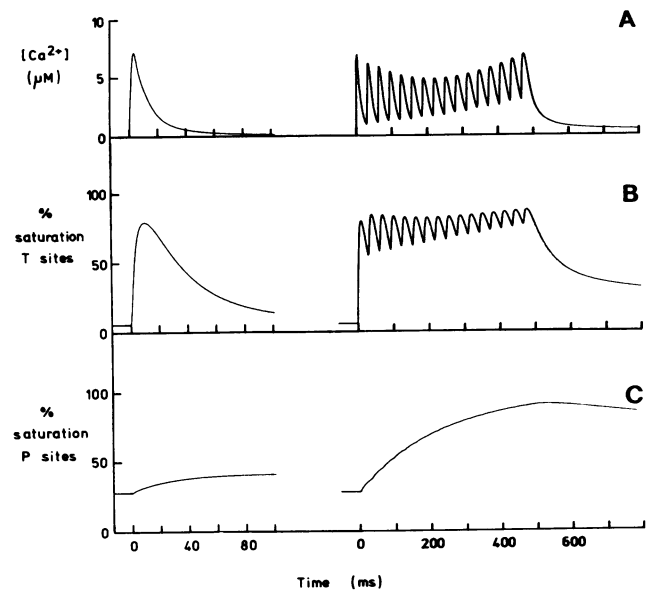 A
10
[Ca2+]
(μM)
5
0
B
100
%
saturation
T sites
50
0
C
100
%
saturation
P sites
50
0
0 40 80 0 200 400 600
Time (ms)